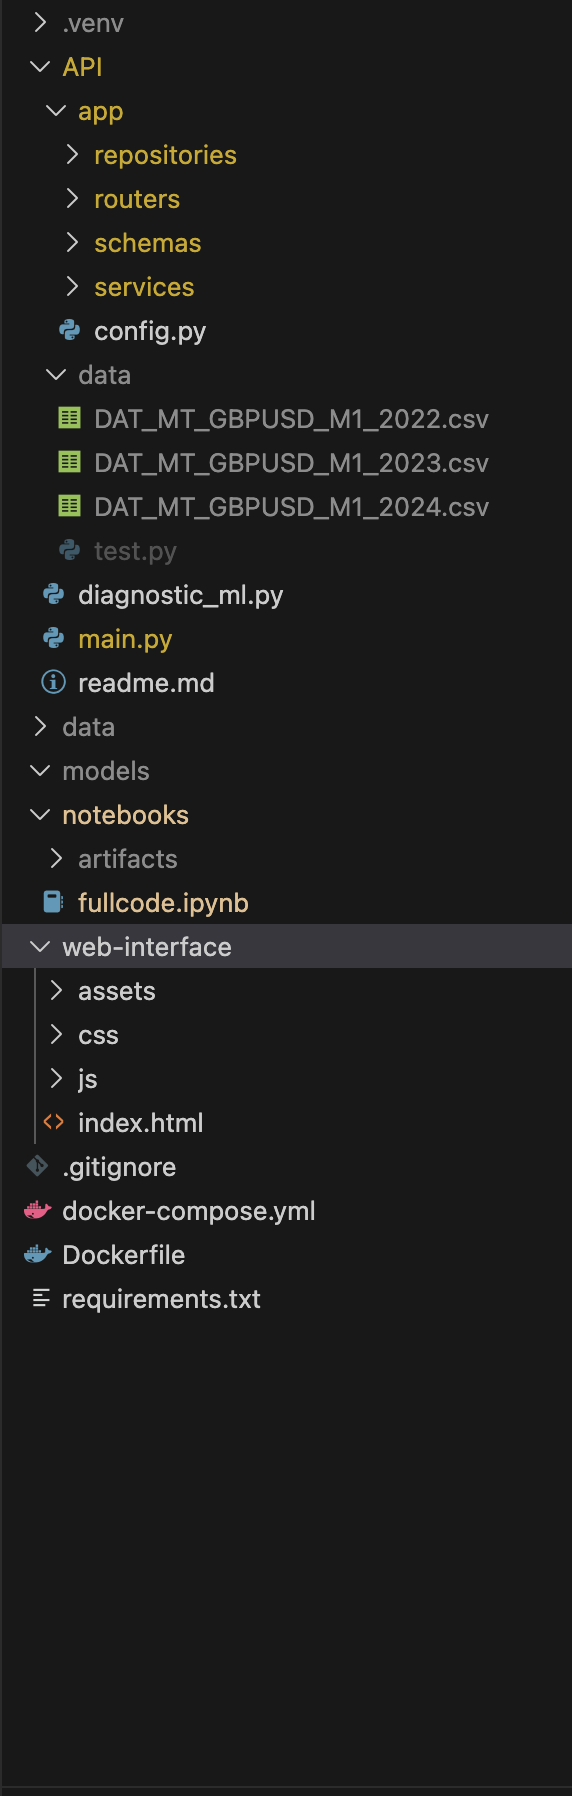 .venv
API
app
repositories
routers
schemas
services
config.py
data
DAT_MT_GBPUSD_M1_2022.csv
DAT_MT_GBPUSD_M1_2023.csv
DAT_MT_GBPUSD_M1_2024.csv
test.py
diagnostic_ml.py
main.py
readme.md
data
models
notebooks
artifacts
fullcode.ipynb
web-interface
assets
css
js
index.html
.gitignore
docker-compose.yml
Dockerfile
requirements.txt